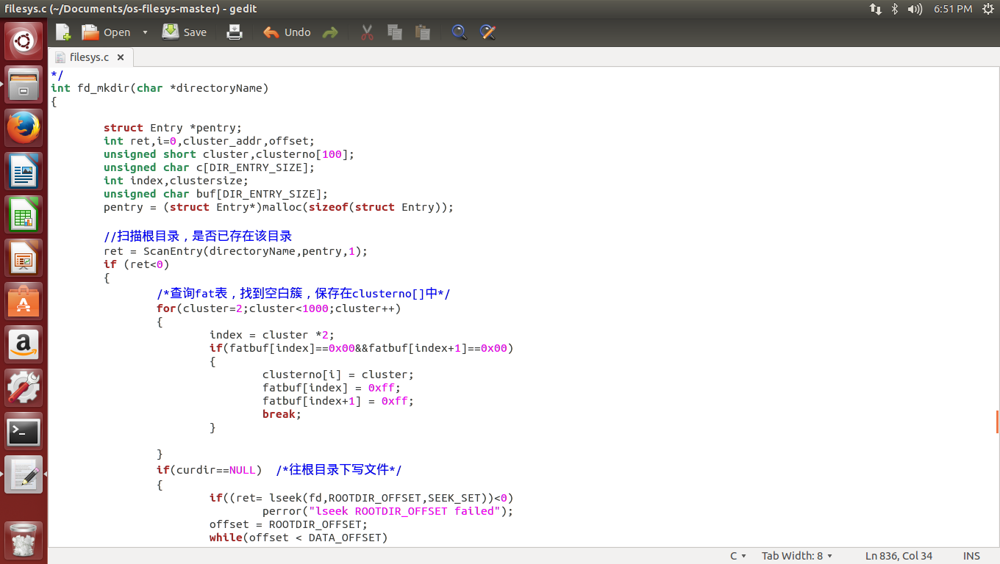 filesys.c (~/Documents/os-filesys-master) - gedit
6:51 PM
Open
Save
Undo
filesys.c
*/
int fd_mkdir(char *directoryName)
{
struct Entry *pentry;
int ret,i=0,cluster_addr,offset;
unsigned short cluster,clusterno[100];
unsigned char c[DIR_ENTRY_SIZE];
int index,clustersize;
unsigned char buf[DIR_ENTRY_SIZE];
pentry = (struct Entry*)malloc(sizeof(struct Entry));
//扫描根目录，是否已存在该目录
ret = ScanEntry(directoryName,pentry,1);
if (ret<0)
{
/*查询fat表，找到空白簇，保存在clusterno[]中*/
for(cluster=2;cluster<1000;cluster++)
{
index = cluster *2;
if(fatbuf[index]==0x00&&fatbuf[index+1]==0x00)
{
clusterno[i] = cluster;
fatbuf[index] = 0xff;
fatbuf[index+1] = 0xff;
break;
}
}
if(curdir==NULL)  /*往根目录下写文件*/
{
if((ret= lseek(fd,ROOTDIR_OFFSET,SEEK_SET))<0)
perror("lseek ROOTDIR_OFFSET failed");
offset = ROOTDIR_OFFSET;
while(offset < DATA_OFFSET)
C
Tab Width: 8
Ln 836, Col 34
INS